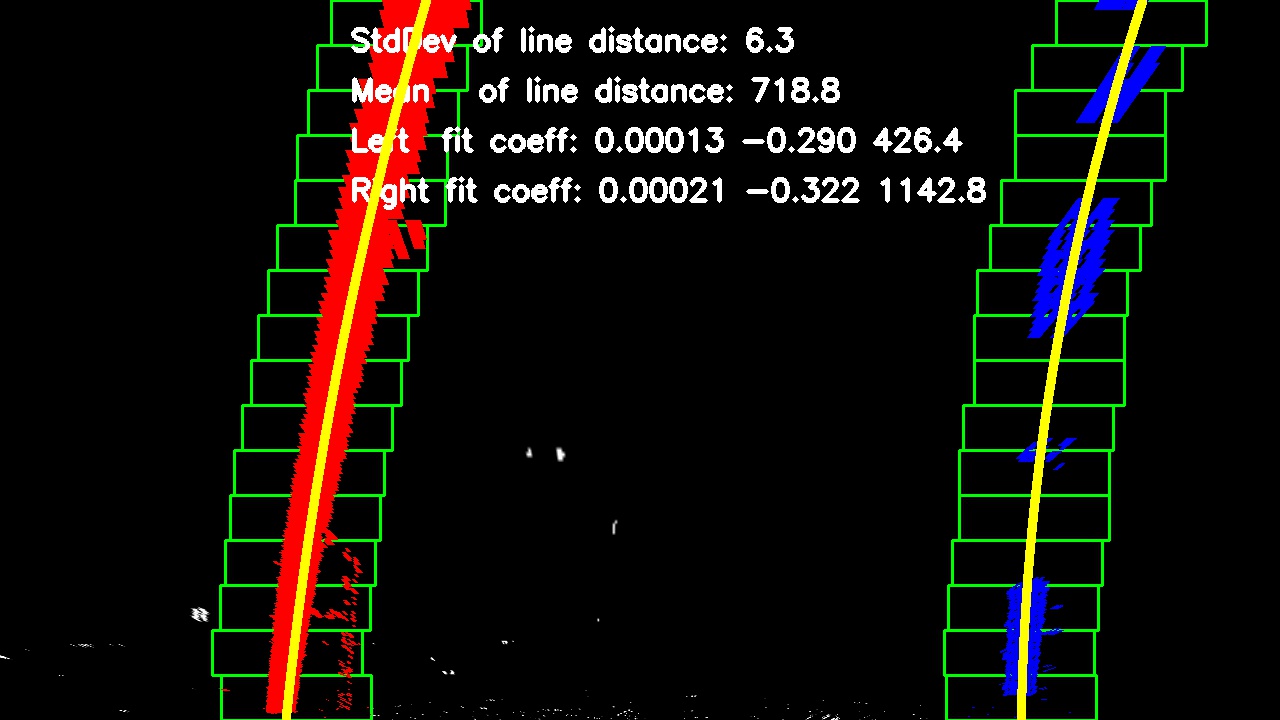 StdDev of line distance: 6.3
Mean of line distance: 718.8
Left fit coeff: 0.00013 -0.290 426.4
Right fit coeff: 0.00021 -0.322 1142.8